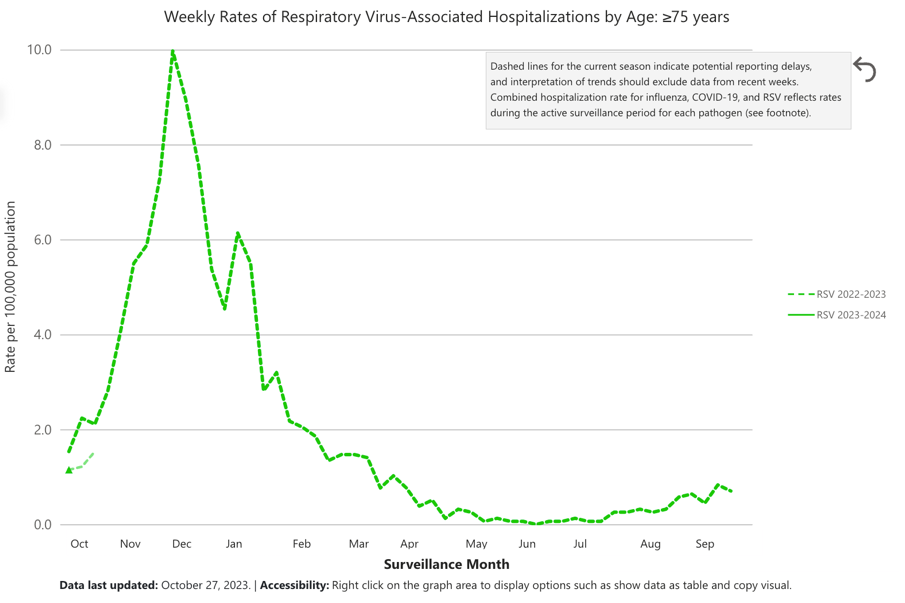 Weekly Rates of Respiratory Virus-Associated Hospitalizations by Age: ≥75 years
Dashed lines for the current season indicate potential reporting delays,
and interpretation of trends should exclude data from recent weeks.
Combined hospitalization rate for influenza, COVID-19, and RSV reflects rates
during the active surveillance period for each pathogen (see footnote).
Rate per 100,000 population
10.0
8.0
6.0
4.0
2.0
0.0
RSV 2022-2023
RSV 2023-2024
Oct Nov Dec Jan Feb Mar Apr May Jun Jul Aug Sep
Surveillance Month
Data last updated: October 27, 2023. | Accessibility: Right click on the graph area to display options such as show data as table and copy visual.